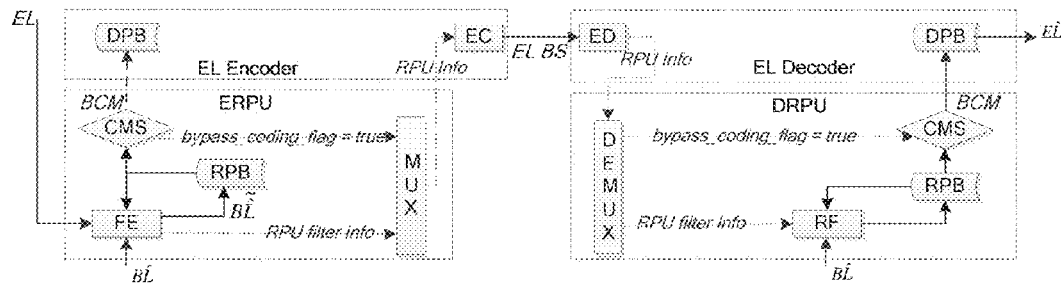 EL
DPB
EC
EL BS
ED
DPB
EL̂
EL Encoder
RPU Info
RPU info
EL Decoder
BCM
ERPU
DRPU
BCM
CMS
bypass_coding_flag = true
MUX
DEMUX
bypass_coding_flag = true
CMS
RPB
RPB
BL̃̂
FE
RPU filter info
RPU filter info
RF
BL̂
BL̂